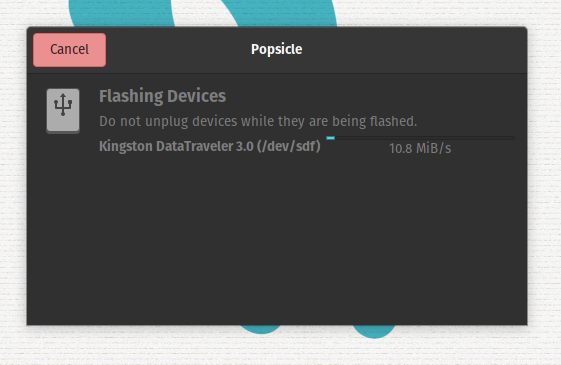 Cancel
Popsicle
Flashing Devices
Do not unplug devices while they are being flashed.
Kingston DataTraveler 3.0 (/dev/sdf)
10.8 MiB/s